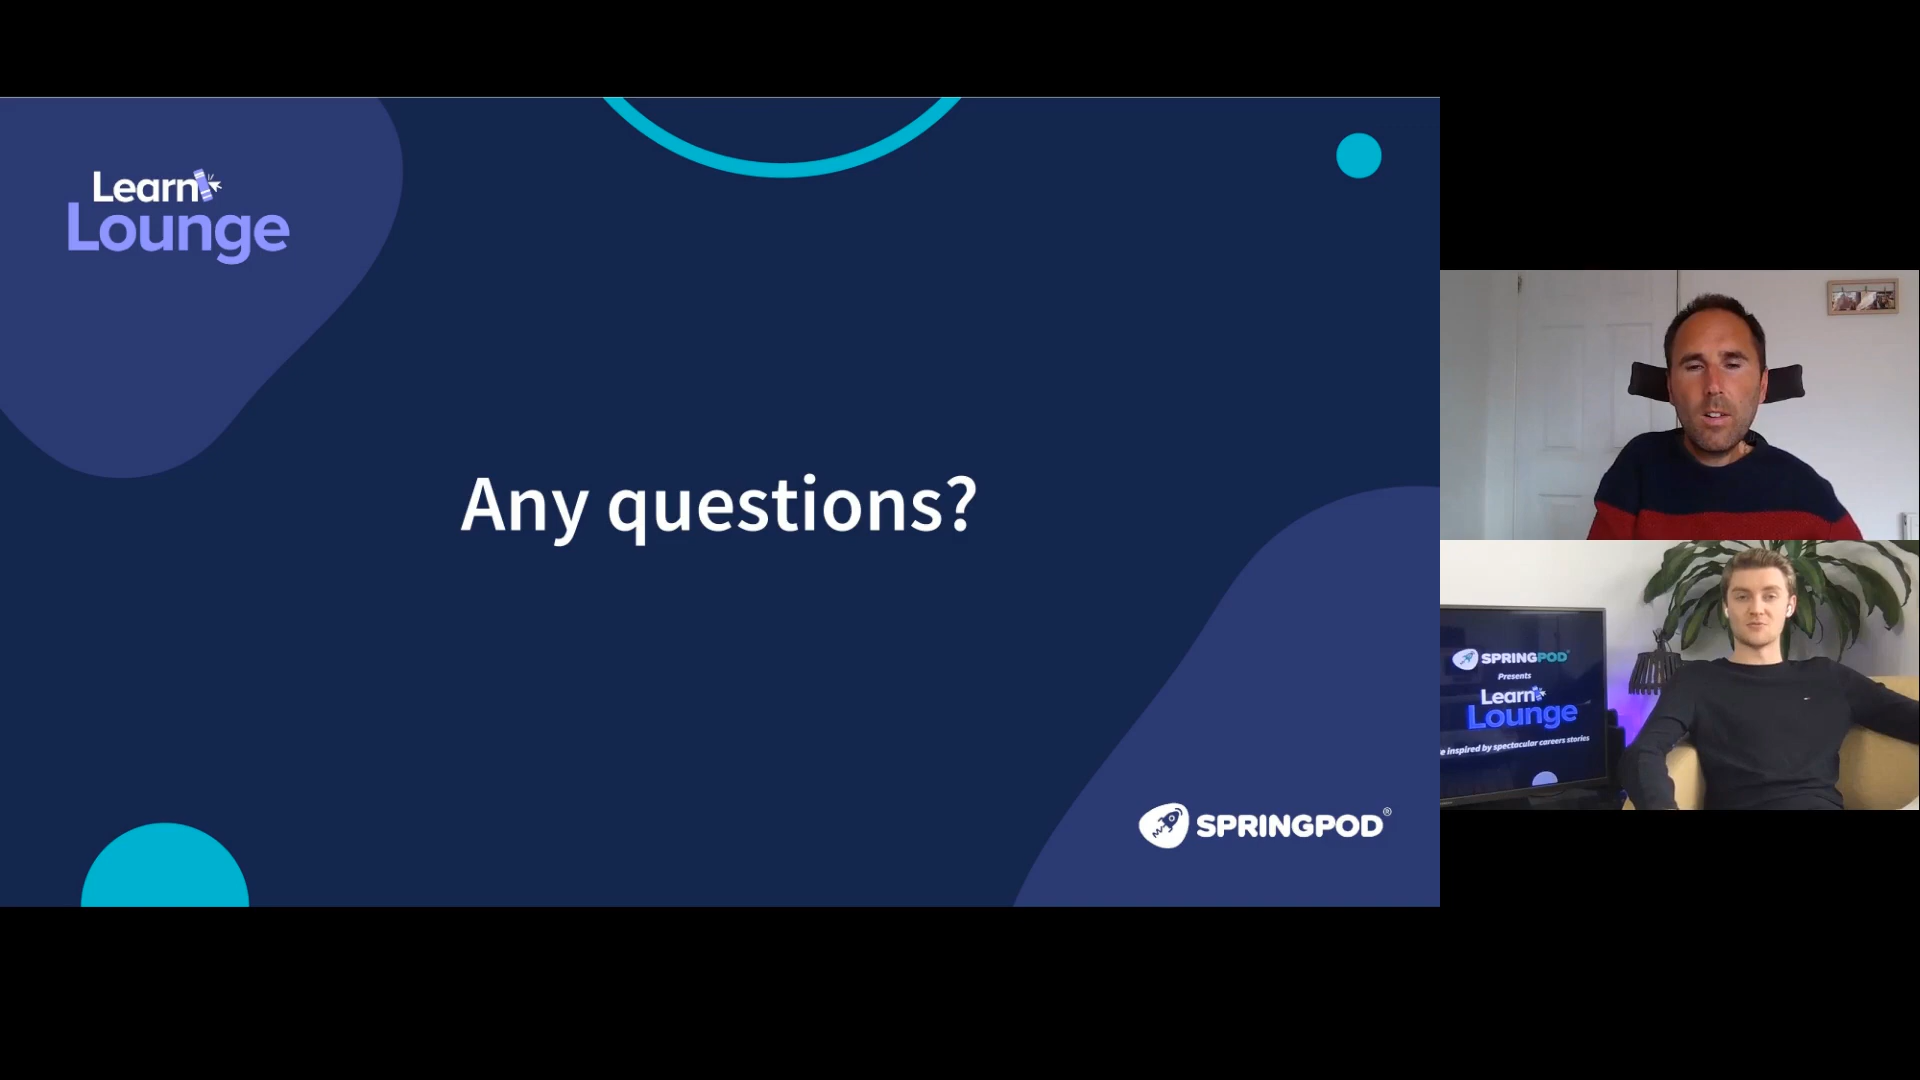 Learn
Lounge
Any questions?
SPRINGPOD®
SPRINGPOD®
Presents
Learn
Lounge
e inspired by spectacular careers stories